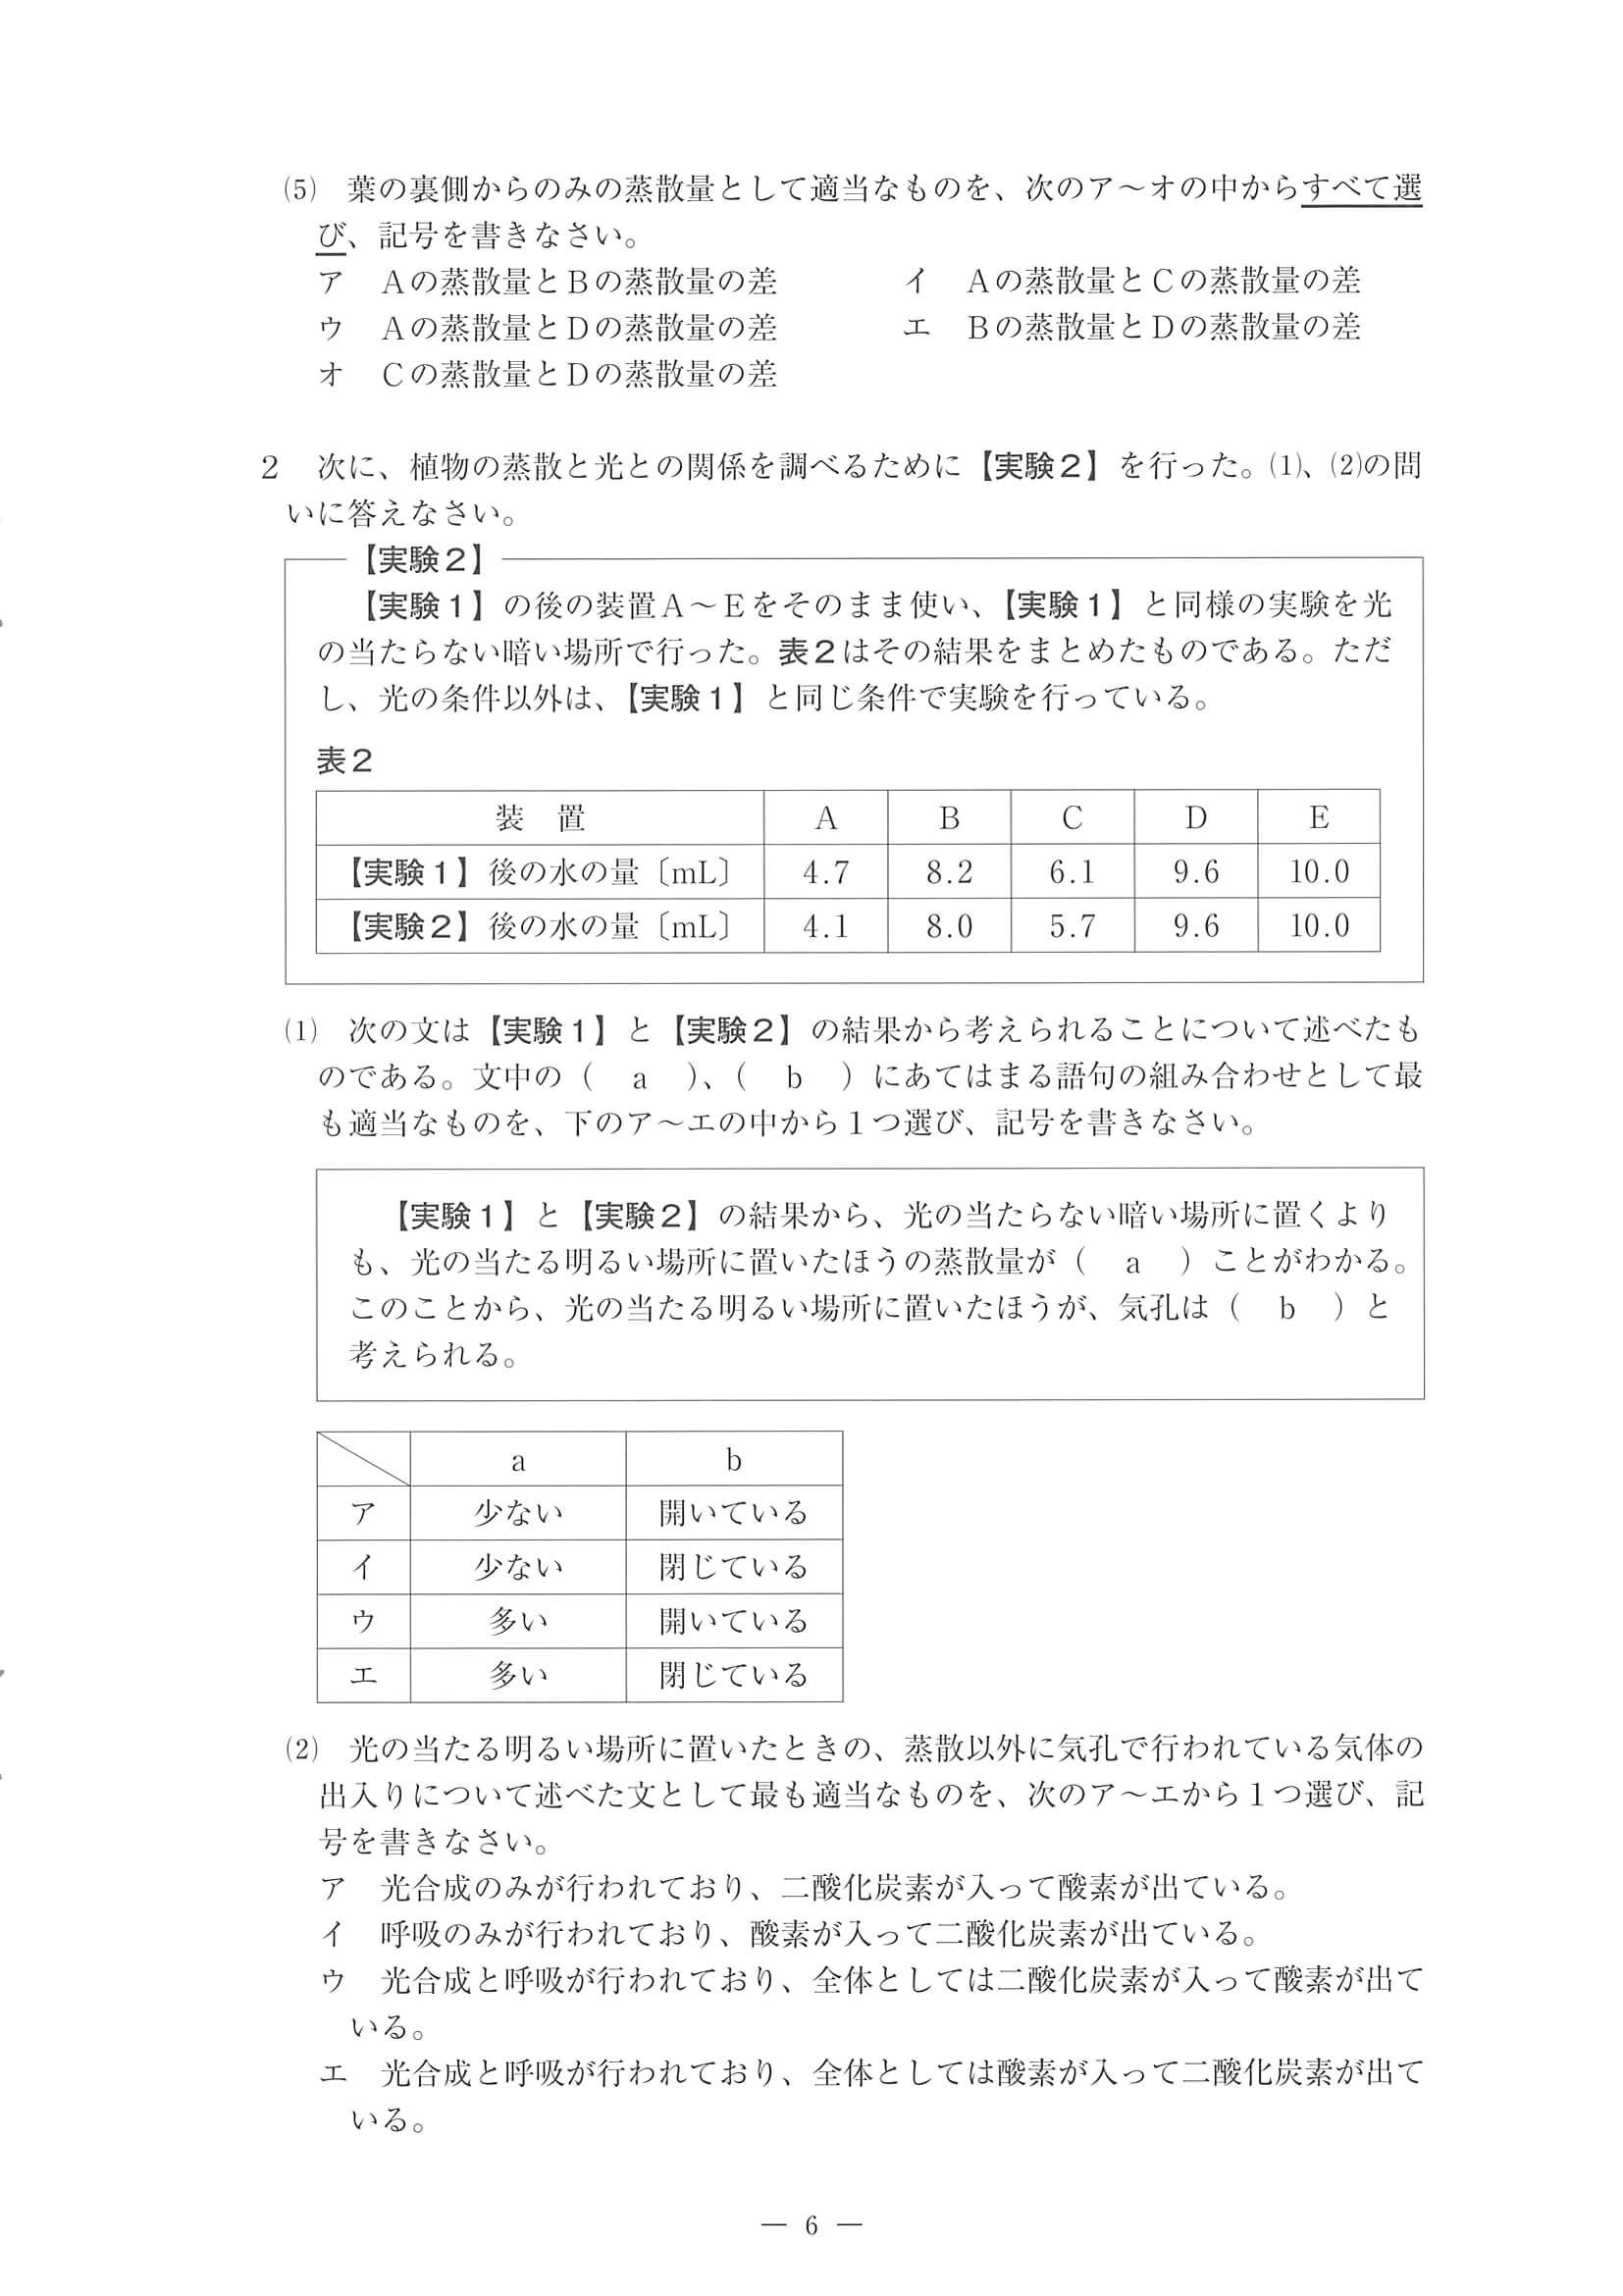 ⑸　葉の裏側からのみの蒸散量として適当なものを、次のア～オの中からすべて選
び、記号を書きなさい。
ア　Ａの蒸散量とＢの蒸散量の差　　　　イ　Ａの蒸散量とＣの蒸散量の差
ウ　Ａの蒸散量とＤの蒸散量の差　　　　エ　Ｂの蒸散量とＤの蒸散量の差
オ　Ｃの蒸散量とＤの蒸散量の差
２　次に、植物の蒸散と光との関係を調べるために【実験２】を行った。⑴、⑵の問
いに答えなさい。
【実験２】
【実験１】の後の装置Ａ～Ｅをそのまま使い、【実験１】と同様の実験を光
の当たらない暗い場所で行った。表２はその結果をまとめたものである。ただ
し、光の条件以外は、【実験１】と同じ条件で実験を行っている。
表２
装　置　Ａ　Ｂ　Ｃ　Ｄ　Ｅ
【実験１】後の水の量〔mL〕　4.7　8.2　6.1　9.6　10.0
【実験２】後の水の量〔mL〕　4.1　8.0　5.7　9.6　10.0
⑴　次の文は【実験１】と【実験２】の結果から考えられることについて述べたも
のである。文中の（　a　）、（　b　）にあてはまる語句の組み合わせとして最
も適当なものを、下のア～エの中から１つ選び、記号を書きなさい。
【実験１】と【実験２】の結果から、光の当たらない暗い場所に置くより
も、光の当たる明るい場所に置いたほうの蒸散量が（　a　）ことがわかる。
このことから、光の当たる明るい場所に置いたほうが、気孔は（　b　）と
考えられる。
a　b
ア　少ない　開いている
イ　少ない　閉じている
ウ　多い　開いている
エ　多い　閉じている
⑵　光の当たる明るい場所に置いたときの、蒸散以外に気孔で行われている気体の
出入りについて述べた文として最も適当なものを、次のア～エから１つ選び、記
号を書きなさい。
ア　光合成のみが行われており、二酸化炭素が入って酸素が出ている。
イ　呼吸のみが行われており、酸素が入って二酸化炭素が出ている。
ウ　光合成と呼吸が行われており、全体としては二酸化炭素が入って酸素が出て
いる。
エ　光合成と呼吸が行われており、全体としては酸素が入って二酸化炭素が出て
いる。
― 6 ―